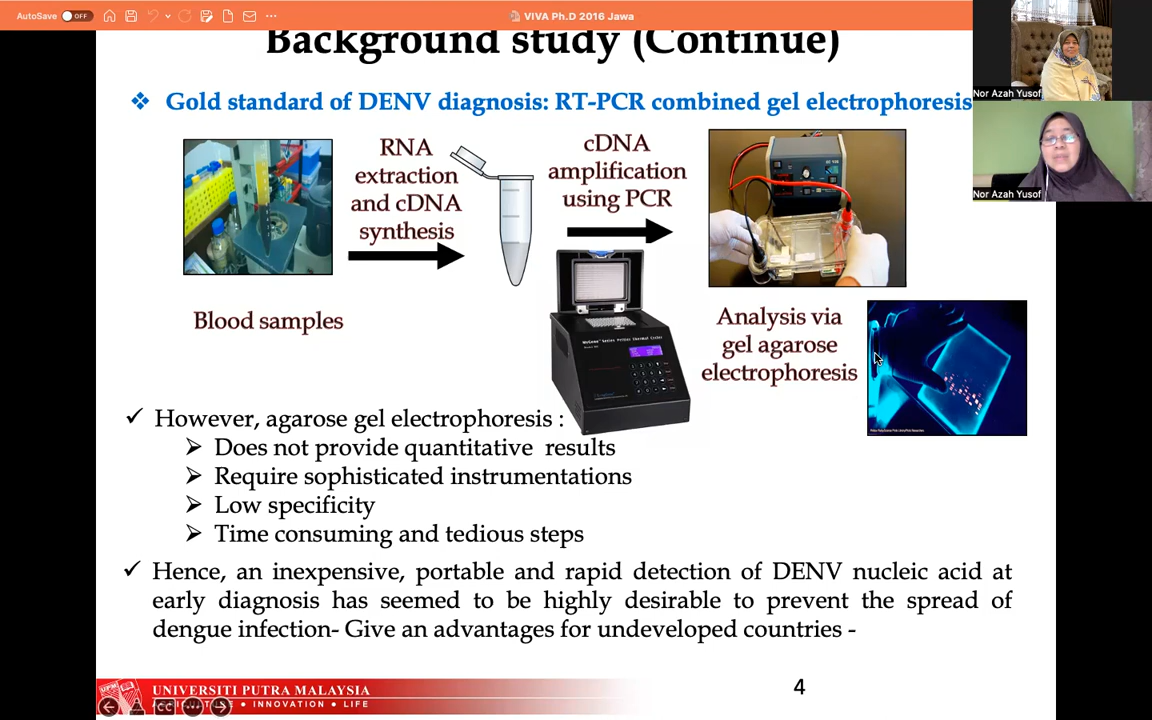 AutoSave OFF
VIVA Ph.D 2016 Jawa
Background study (Continue)
Gold standard of DENV diagnosis: RT-PCR combined gel electrophoresis
Nor Azah Yusof
Nor Azah Yusof
RNA
extraction
and cDNA
synthesis
cDNA
amplification
using PCR
Blood samples
Analysis via
gel agarose
electrophoresis
However, agarose gel electrophoresis :
Does not provide quantitative results
Require sophisticated instrumentations
Low specificity
Time consuming and tedious steps
Hence, an inexpensive, portable and rapid detection of DENV nucleic acid at
early diagnosis has seemed to be highly desirable to prevent the spread of
dengue infection- Give an advantages for undeveloped countries -
UPM
UNIVERSITI PUTRA MALAYSIA
● INNOVATION ● LIFE
4